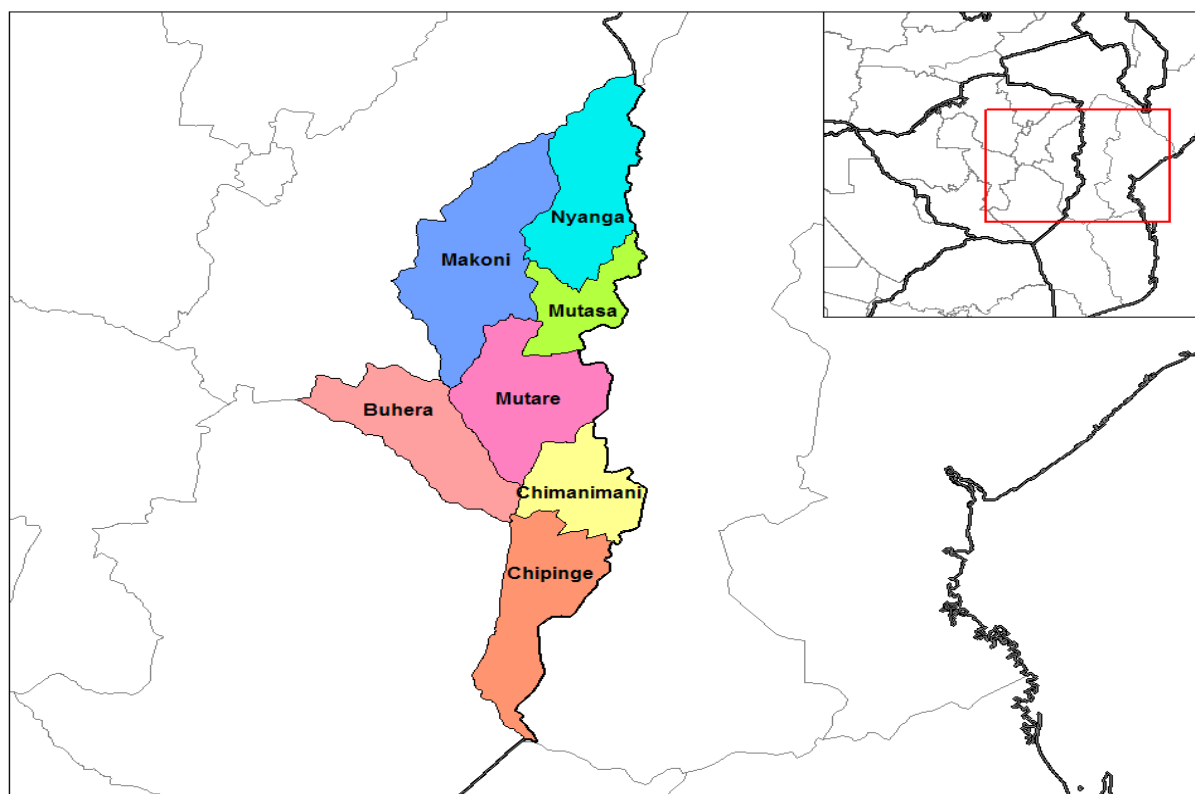 Nyanga
Makoni
Mutasa
Mutare
Buhera
Chimanimani
Chipinge